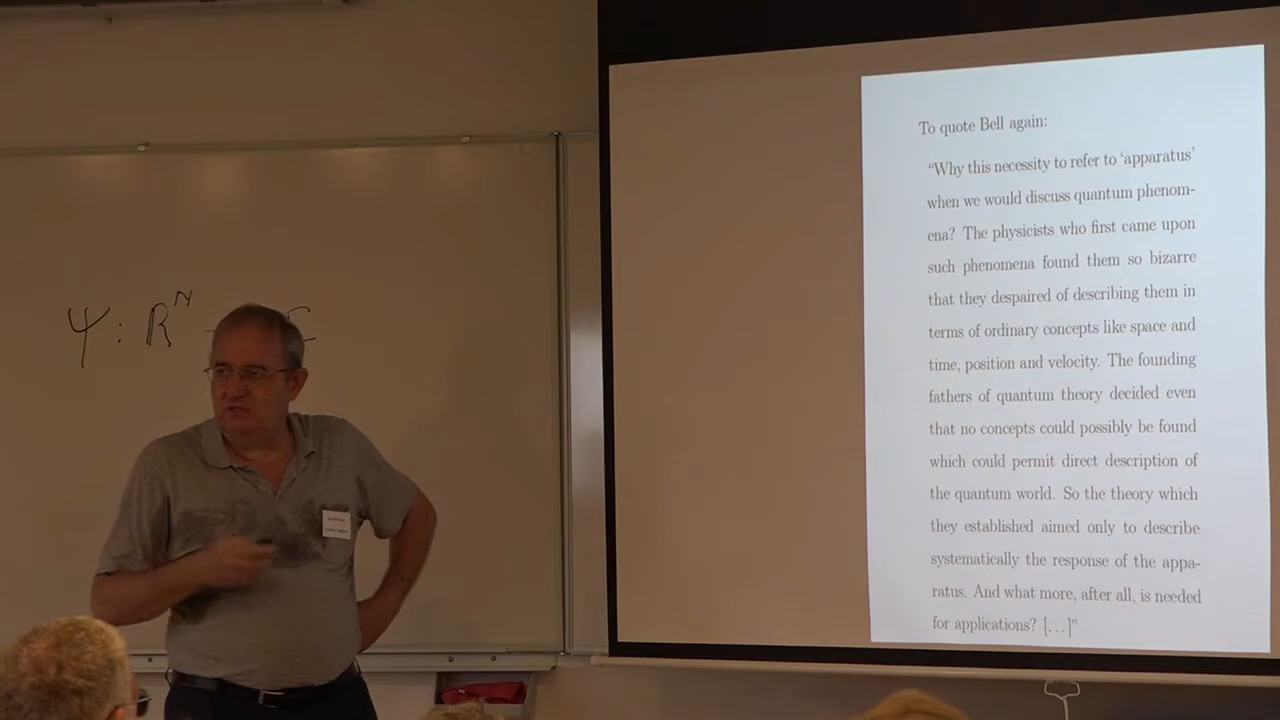 To quote Bell again:
“Why this necessity to refer to ‘apparatus’
when we would discuss quantum phenom-
ena? The physicists who first came upon
such phenomena found them so bizarre
that they despaired of describing them in
terms of ordinary concepts like space and
time, position and velocity. The founding
fathers of quantum theory decided even
that no concepts could possibly be found
which could permit direct description of
the quantum world. So the theory which
they established aimed only to describe
systematically the response of the appa-
ratus. And what more, after all, is needed
for applications? [...]”
Ψ: R^N